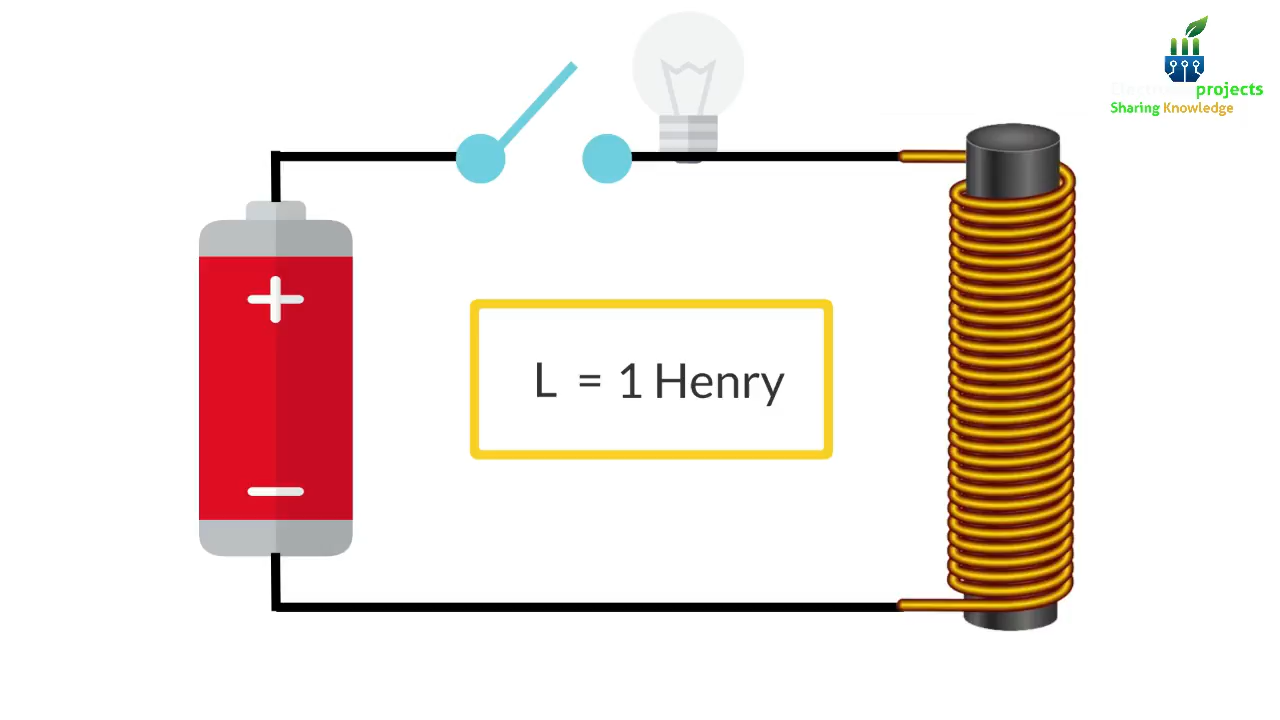 projects
Sharing Knowledge
+
L = 1 Henry
−